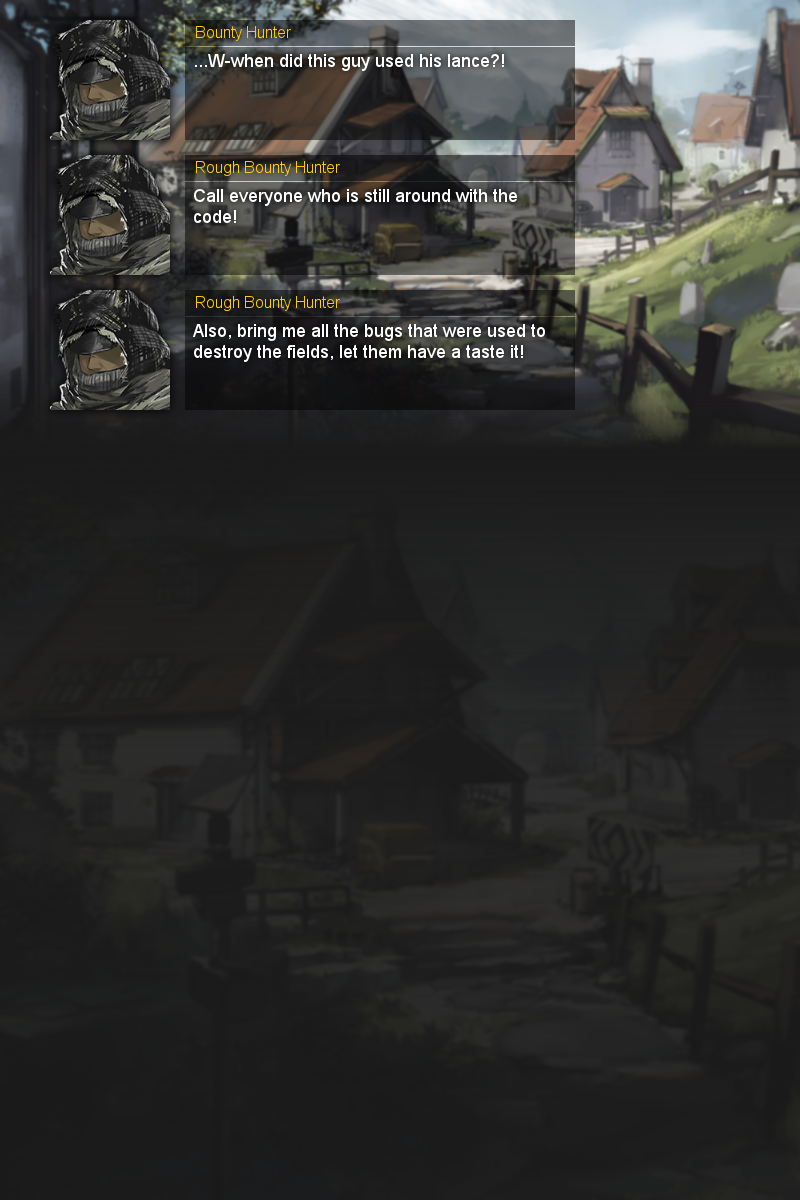 Bounty Hunter
...W-when did this guy used his lance?!
Rough Bounty Hunter
Call everyone who is still around with the
code!
Rough Bounty Hunter
Also, bring me all the bugs that were used to
destroy the fields, let them have a taste it!